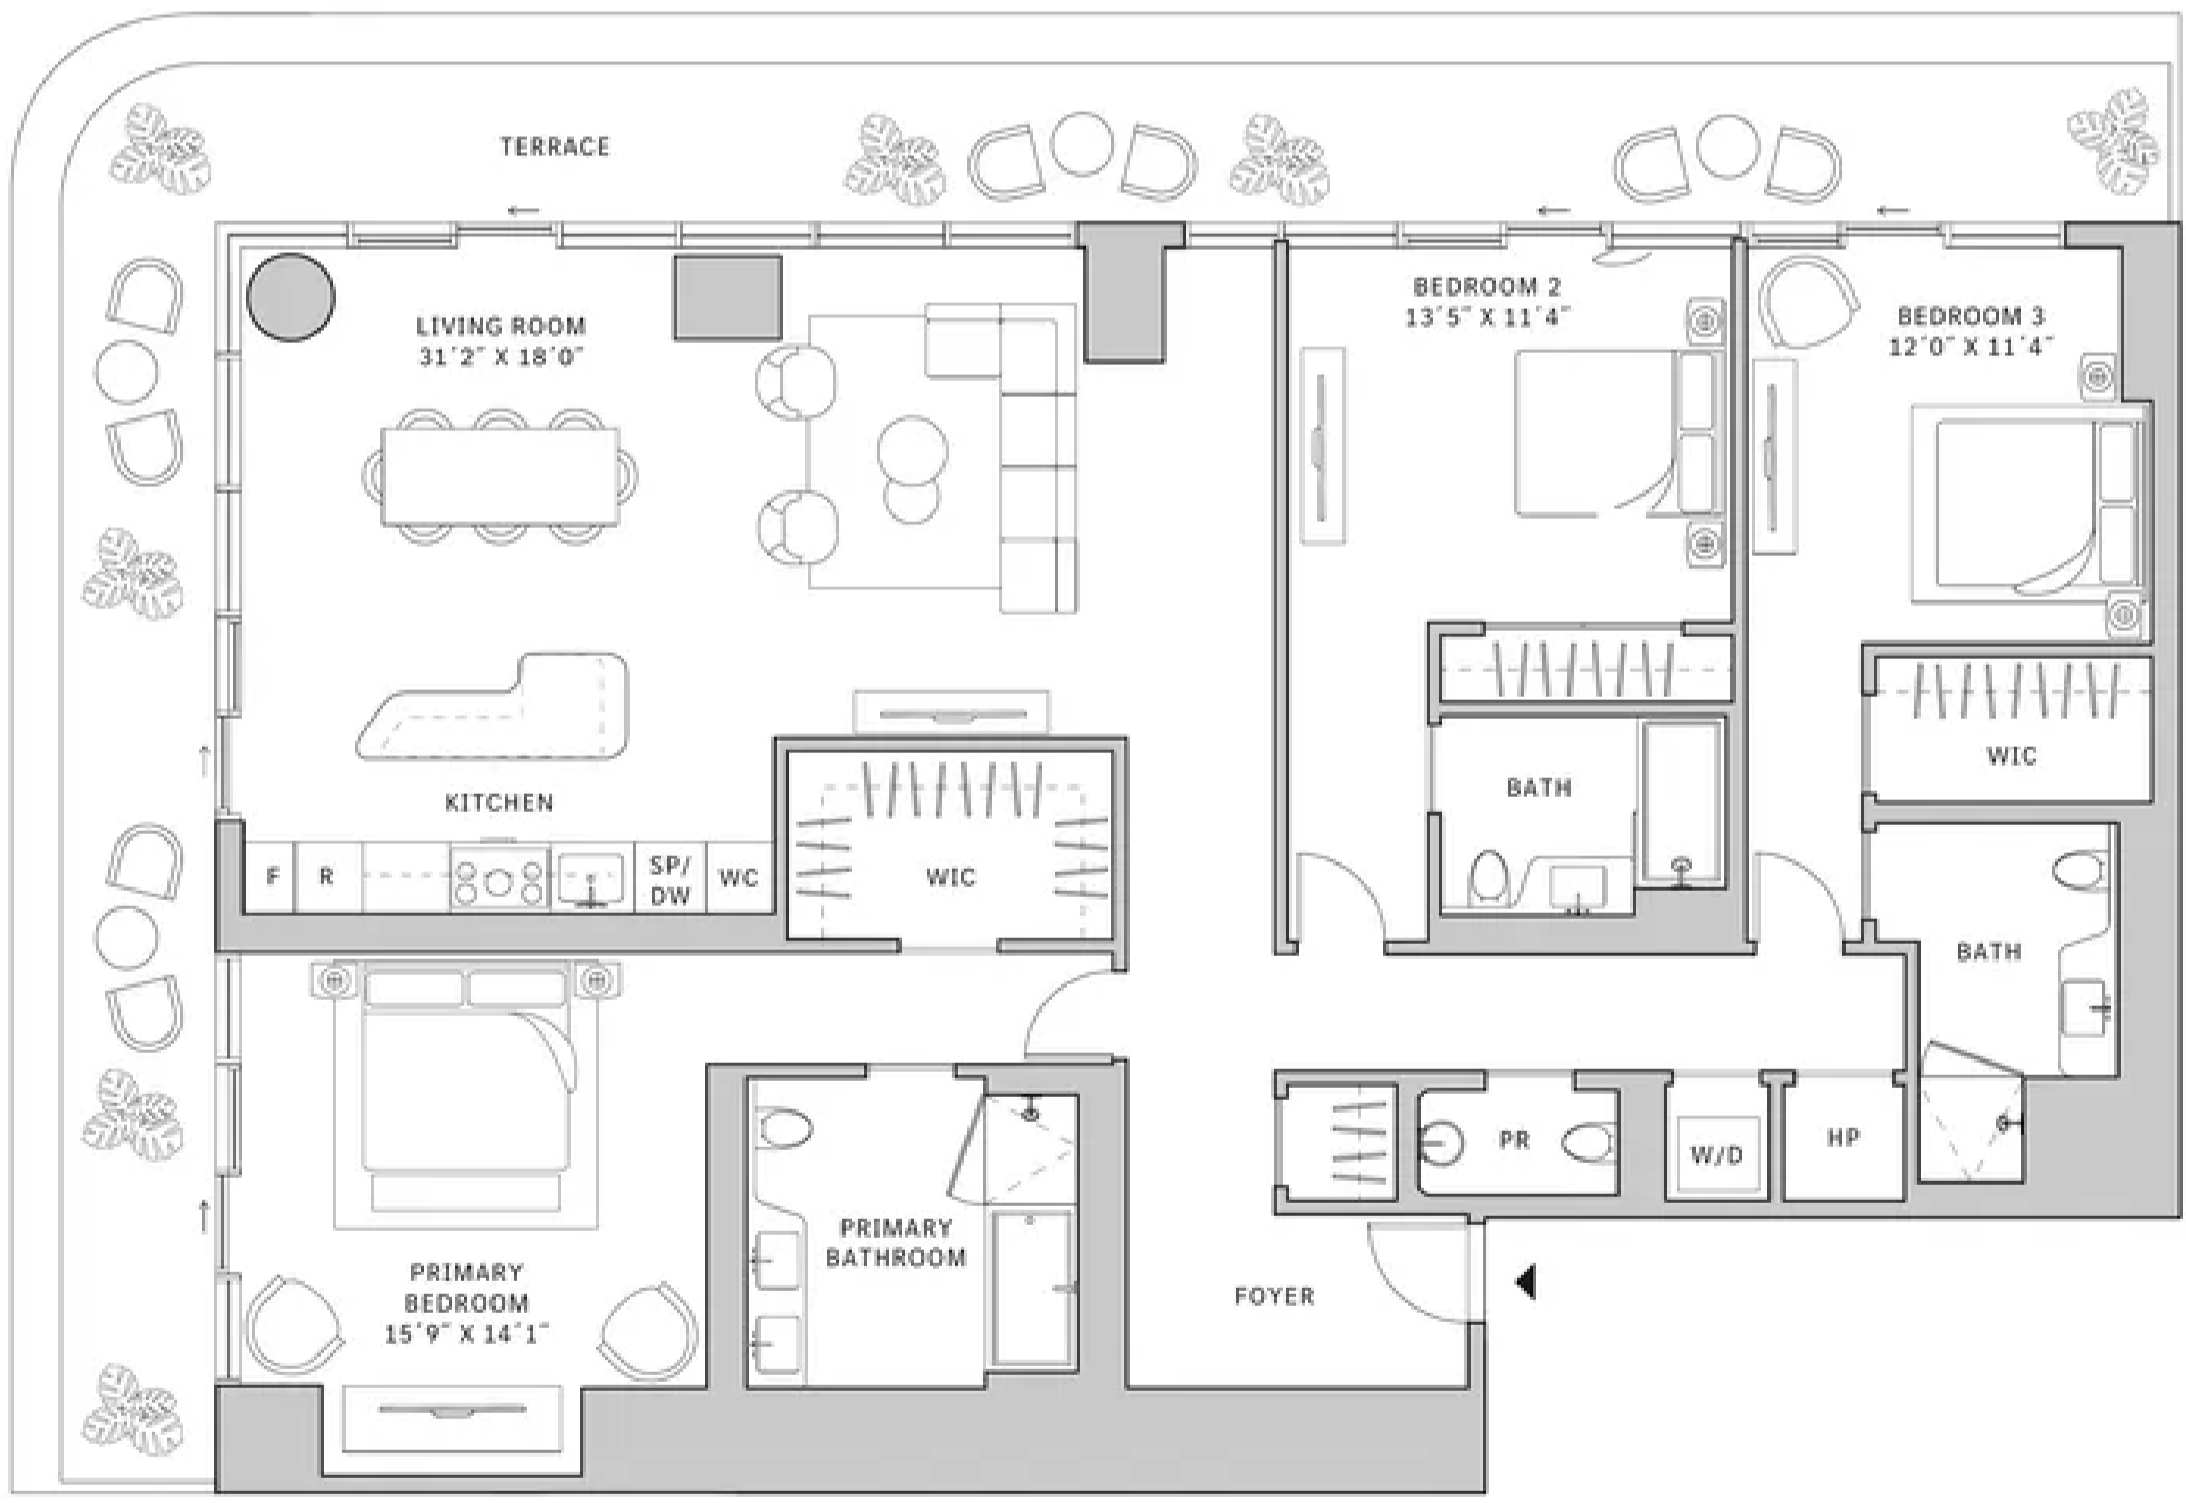 TERRACE
LIVING ROOM
31'2" X 18'0"
BEDROOM 2
13'5" X 11'4"
BEDROOM 3
12'0" X 11'4"
KITCHEN
F
R
SP/
DW
WC
WIC
BATH
WIC
BATH
PRIMARY
BEDROOM
15'9" X 14'1"
PRIMARY
BATHROOM
FOYER
PR
W/D
HP